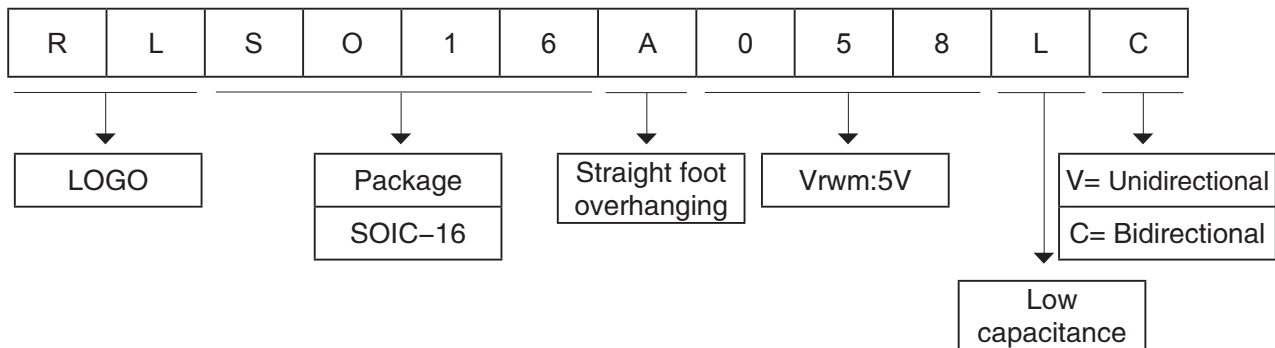 R L S O 1 6 A 0 5 8 L C
LOGO
Package
SOIC–16
Straight foot
overhanging
Vrwm:5V
V= Unidirectional
C= Bidirectional
Low
capacitance